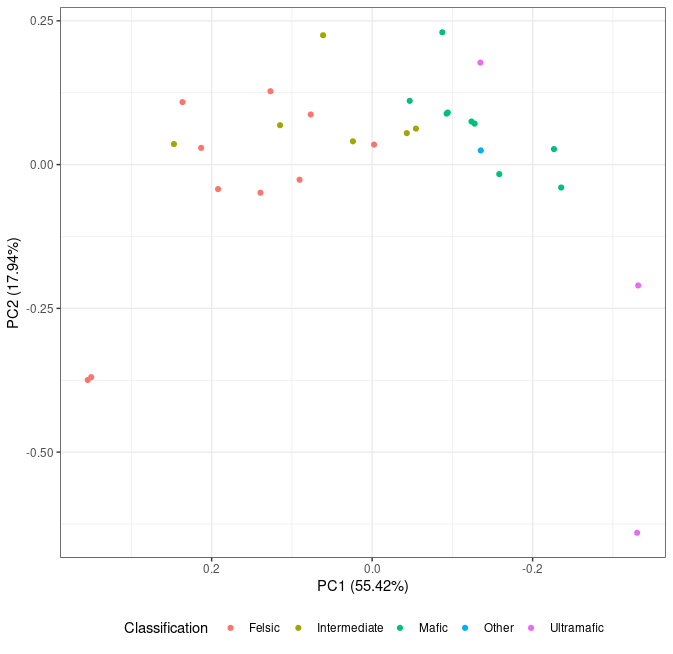 0.25
0.00
-0.25
-0.50
PC2 (17.94%)
0.2 0.0 -0.2
PC1 (55.42%)
Classification Felsic Intermediate Mafic Other Ultramafic